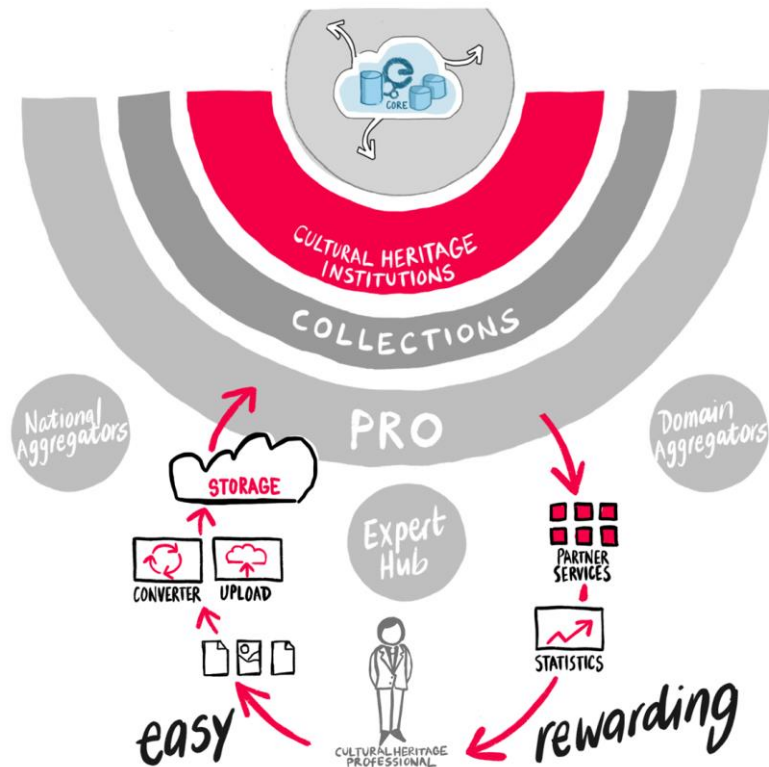 CORE
CULTURAL HERITAGE
INSTITUTIONS
COLLECTIONS
PRO
National
Aggregators
Domain
Aggregators
STORAGE
Expert
Hub
PARTNER
SERVICES
CONVERTER
UPLOAD
STATISTICS
easy
rewarding
CULTURAL HERITAGE
PROFESSIONAL